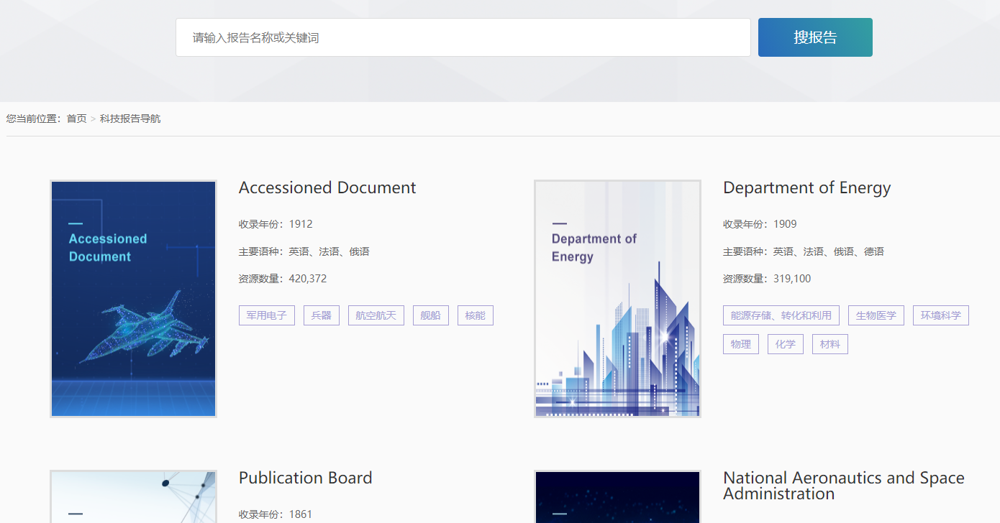 请输入报告名称或关键词
搜报告
您当前位置：首页 > 科技报告导航
Accessioned
Document
Accessioned Document
收录年份：1912
主要语种：英语、法语、俄语
资源数量：420,372
军用电子 兵器 航空航天 舰船 核能
Department of
Energy
Department of Energy
收录年份：1909
主要语种：英语、法语、俄语、德语
资源数量：319,100
能源存储、转化和利用 生物医学 环境科学
物理 化学 材料
Publication Board
收录年份：1861
National Aeronautics and Space
Administration